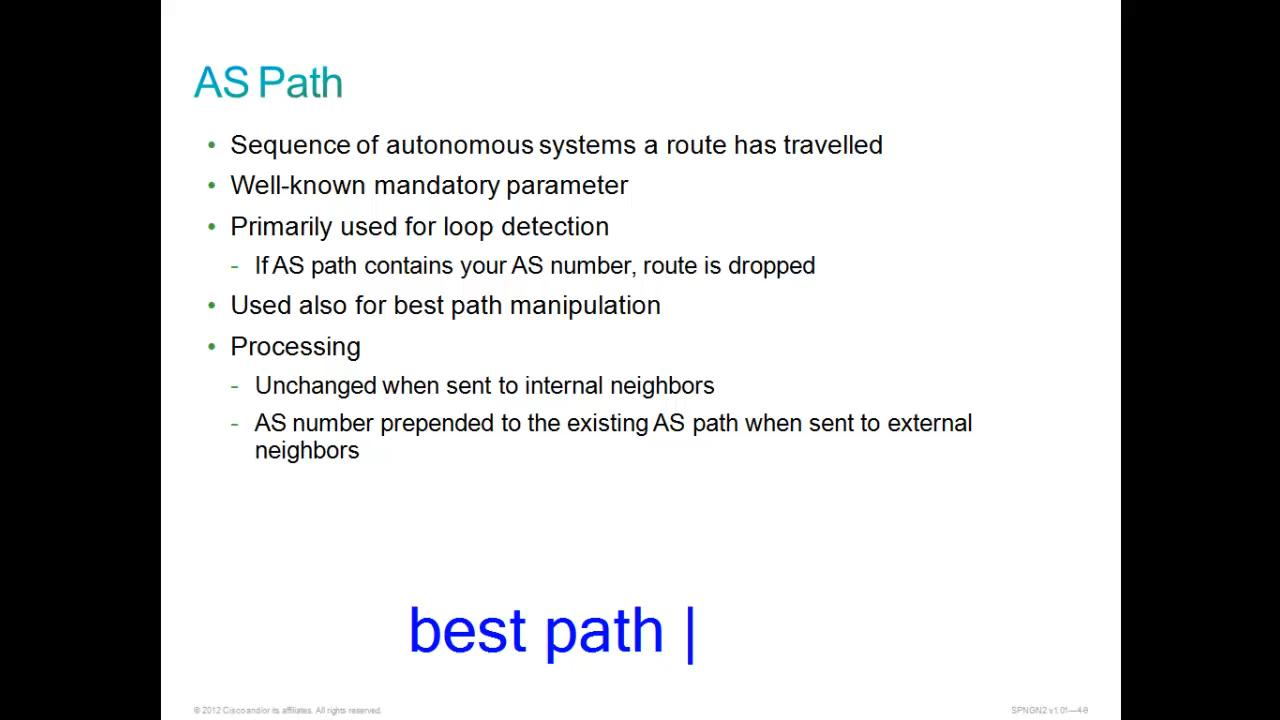 AS Path
• Sequence of autonomous systems a route has travelled
• Well-known mandatory parameter
• Primarily used for loop detection
- If AS path contains your AS number, route is dropped
• Used also for best path manipulation
• Processing
- Unchanged when sent to internal neighbors
- AS number prepended to the existing AS path when sent to external
neighbors
best path |
© 2012 Cisco and/or its affiliates. All rights reserved.
SPNGN2 v1.01—4-9